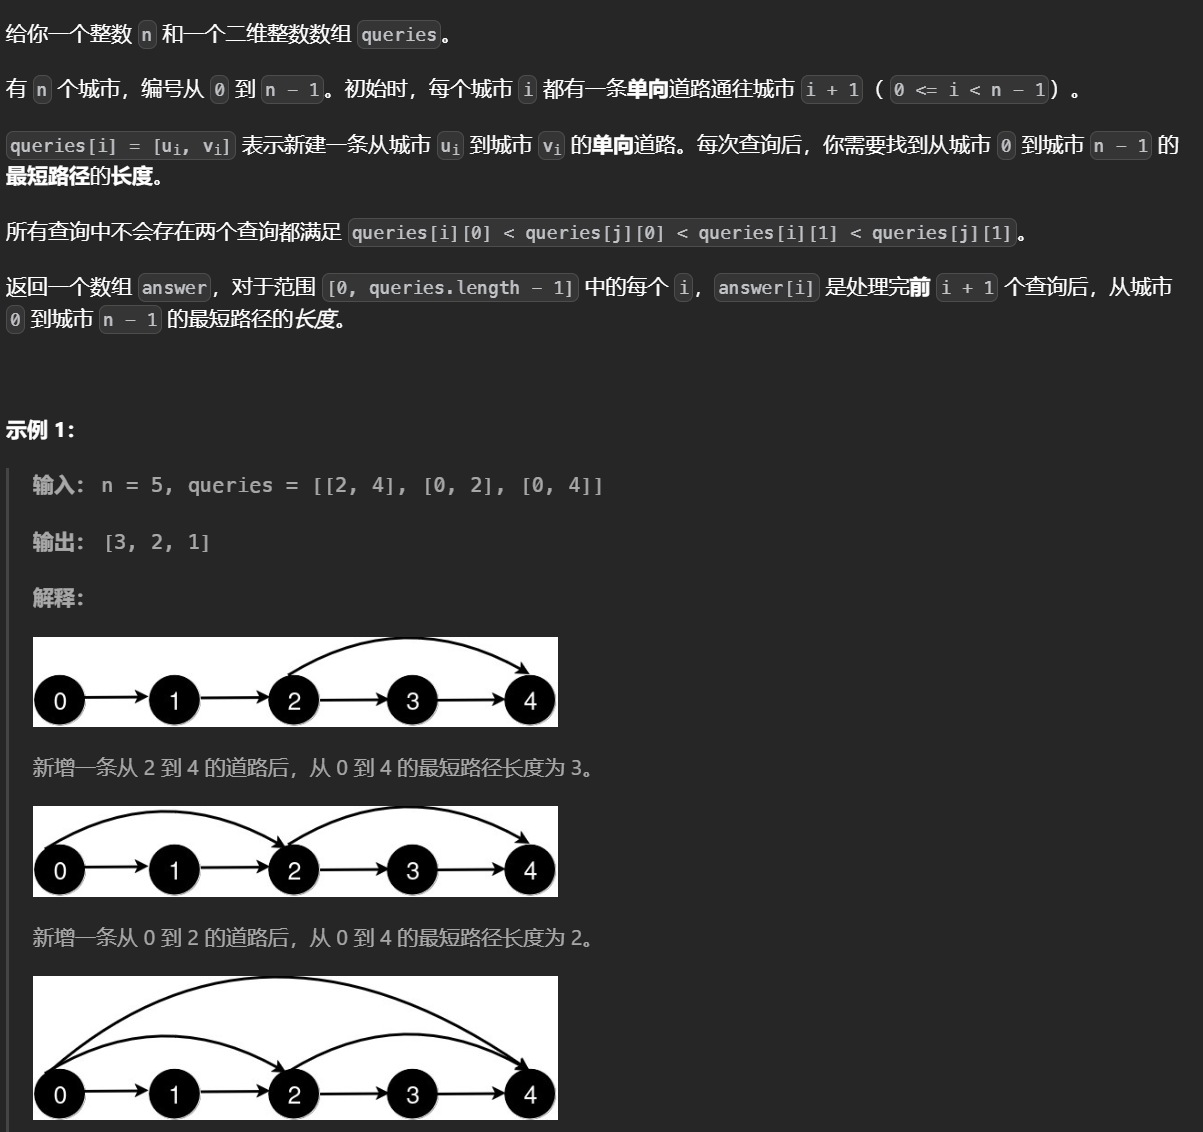 给你一个整数 n 和一个二维整数数组 queries。
有 n 个城市，编号从 0 到 n - 1。初始时，每个城市 i 都有一条单向道路通往城市 i + 1（ 0 <= i < n - 1）。
queries[i] = [ui, vi] 表示新建一条从城市 ui 到城市 vi 的单向道路。每次查询后，你需要找到从城市 0 到城市 n - 1 的
最短路径的长度。
所有查询中不会存在两个查询都满足 queries[i][0] < queries[j][0] < queries[i][1] < queries[j][1]。
返回一个数组 answer，对于范围 [0, queries.length - 1] 中的每个 i，answer[i] 是处理完前 i + 1 个查询后，从城市
0 到城市 n - 1 的最短路径的长度。
示例 1：
输入： n = 5, queries = [[2, 4], [0, 2], [0, 4]]
输出： [3, 2, 1]
解释：
0 1 2 3 4
新增一条从 2 到 4 的道路后，从 0 到 4 的最短路径长度为 3。
0 1 2 3 4
新增一条从 0 到 2 的道路后，从 0 到 4 的最短路径长度为 2。
0 1 2 3 4